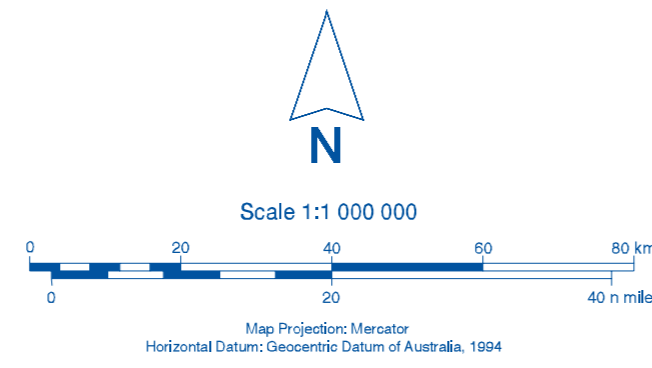 N
Scale 1:1 000 000
0 20 40 60 80 km
0 20 40 n mile
Map Projection: Mercator
Horizontal Datum: Geocentric Datum of Australia, 1994